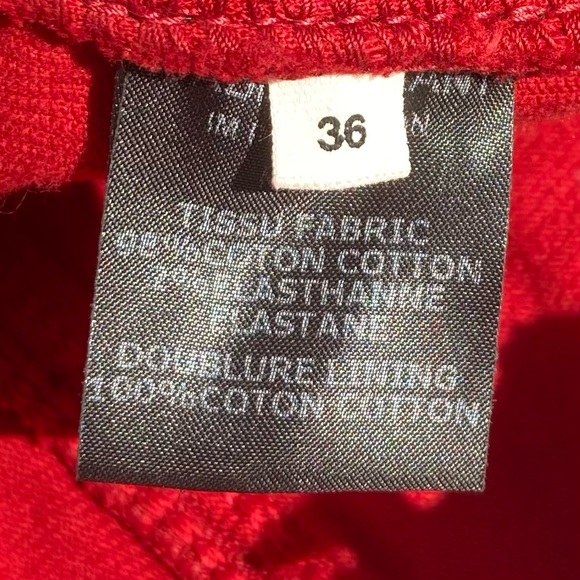 36
TISSU FABRIC
98%COTON COTTON
2%ELASTHANNE
ELASTANE
DOUBLURE LINING
100%COTON COTTON